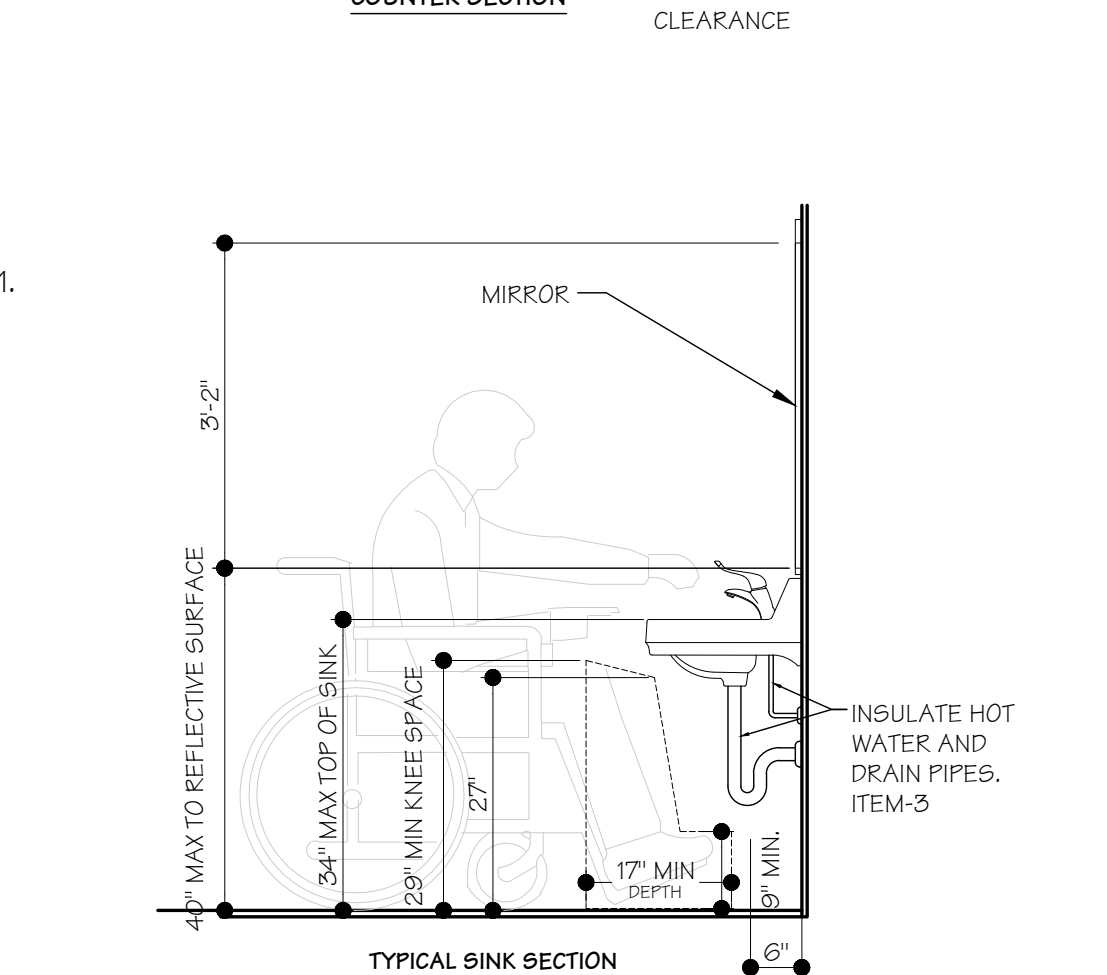 COUNTER SECTION
CLEARANCE
1.
MIRROR
3'-2"
40" MAX TO REFLECTIVE SURFACE
34" MAX TOP OF SINK
29" MIN KNEE SPACE
27"
INSULATE HOT
WATER AND
DRAIN PIPES.
ITEM-3
17" MIN
DEPTH
9" MIN.
6"
TYPICAL SINK SECTION